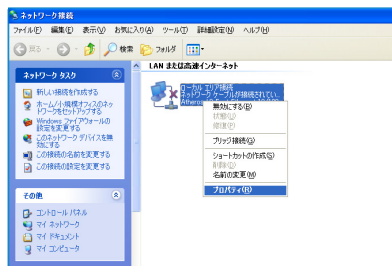 ネットワーク接続
ファイル(F) 編集(E) 表示(V) お気に入り(A) ツール(T) 詳細設定(N) ヘルプ(H)
戻る 検索 フォルダ
ネットワーク タスク
新しい接続を作成する
ホーム/小規模オフィスのネットワークをセットアップする
Windows ファイアウォールの設定を変更する
このネットワーク デバイスを無効にする
この接続の名前を変更する
この接続の設定を変更する
その他
コントロール パネル
マイ ネットワーク
マイ ドキュメント
マイ コンピュータ
LAN または高速インターネット
ローカル エリア接続
ネットワーク ケーブルが接続されてい...
無効にする(B)
状態(U)
修復(P)
ブリッジ接続(G)
ショートカットの作成(S)
削除(D)
名前の変更(M)
プロパティ(R)